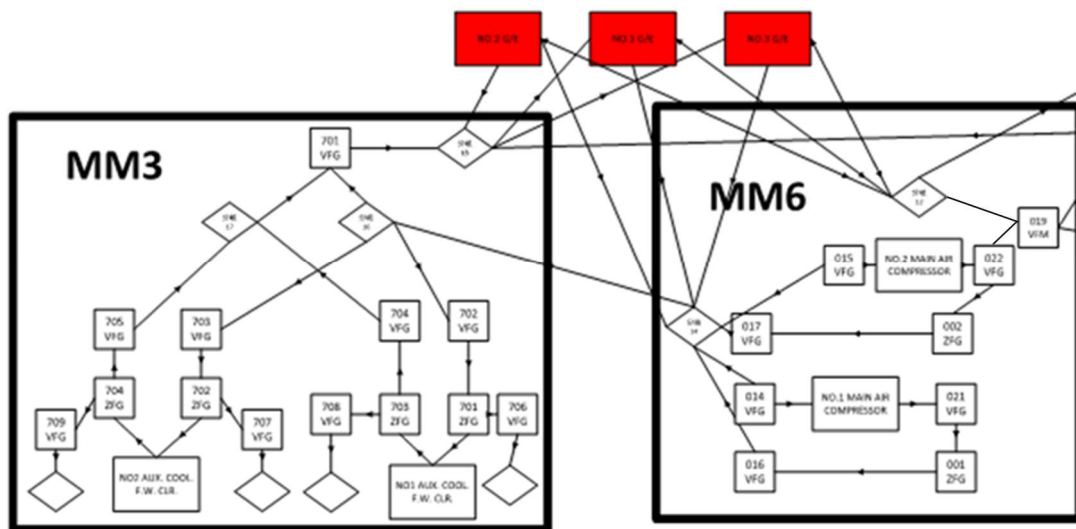 NO.2 G/E
NO.1 G/E
NO.3 G/E
MM3
701
VFG
705
VFG
703
VFG
704
VFG
702
VFG
704
ZFG
702
ZFG
703
ZFG
701
ZFG
709
VFG
707
VFG
708
VFG
706
VFG
NO2 AUX. COOL.
F.W. CLR.
NO1 AUX. COOL.
F.W. CLR.
MM6
019
VFM
015
VFG
NO.2 MAIN AIR
COMPRESSOR
022
VFG
017
VFG
002
ZFG
014
VFG
NO.1 MAIN AIR
COMPRESSOR
021
VFG
016
VFG
001
ZFG